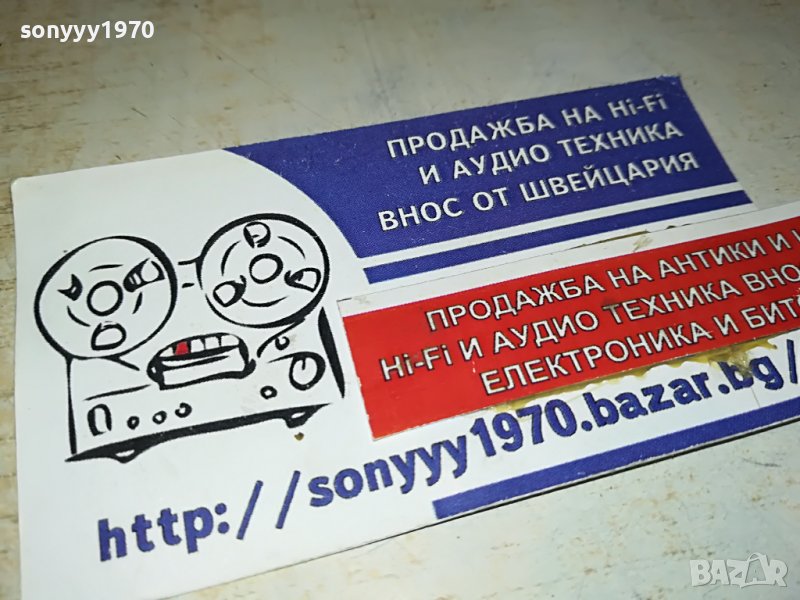 sonyyy1970
ПРОДАЖБА НА Hi-Fi
И АУДИО ТЕХНИКА
ВНОС ОТ ШВЕЙЦАРИЯ
ПРОДАЖБА НА АНТИКИ И
Hi-Fi И АУДИО ТЕХНИКА ВНО
ЕЛЕКТРОНИКА И БИТ
http://sonyyy1970.bazar.bg/
BAZAR